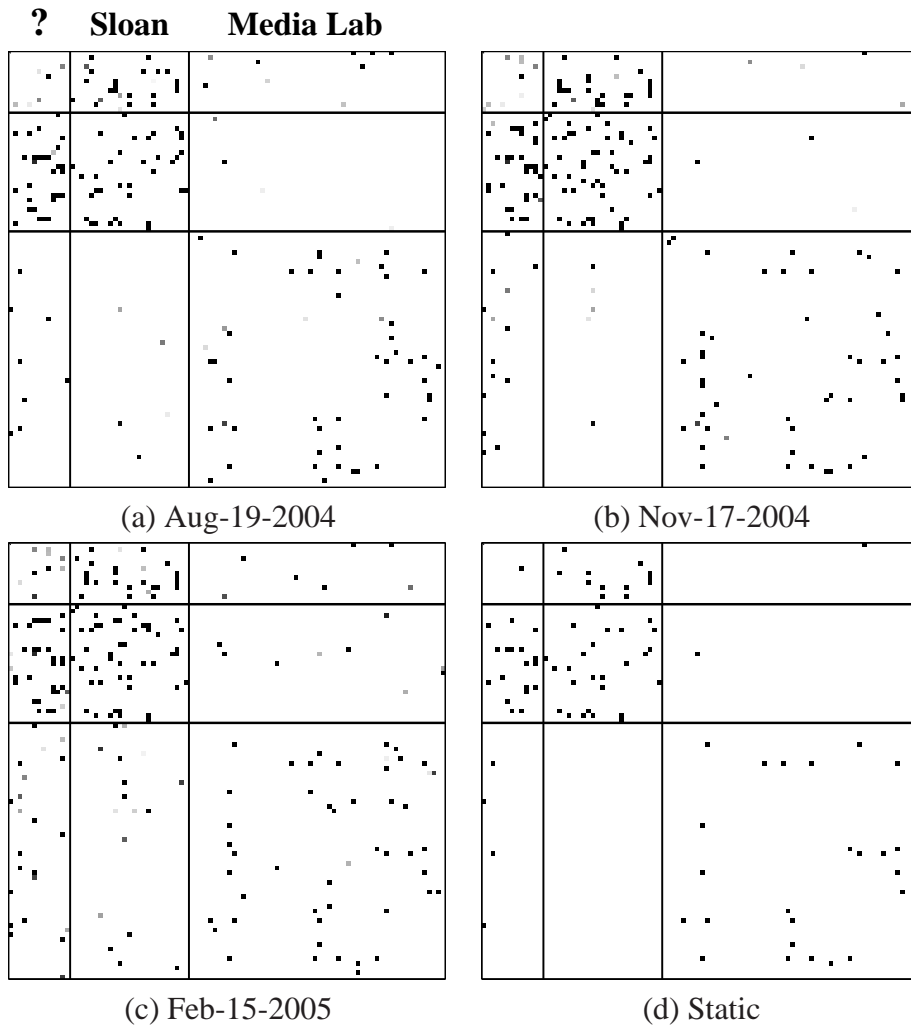 ? Sloan Media Lab
(a) Aug-19-2004 (b) Nov-17-2004
(c) Feb-15-2005 (d) Static